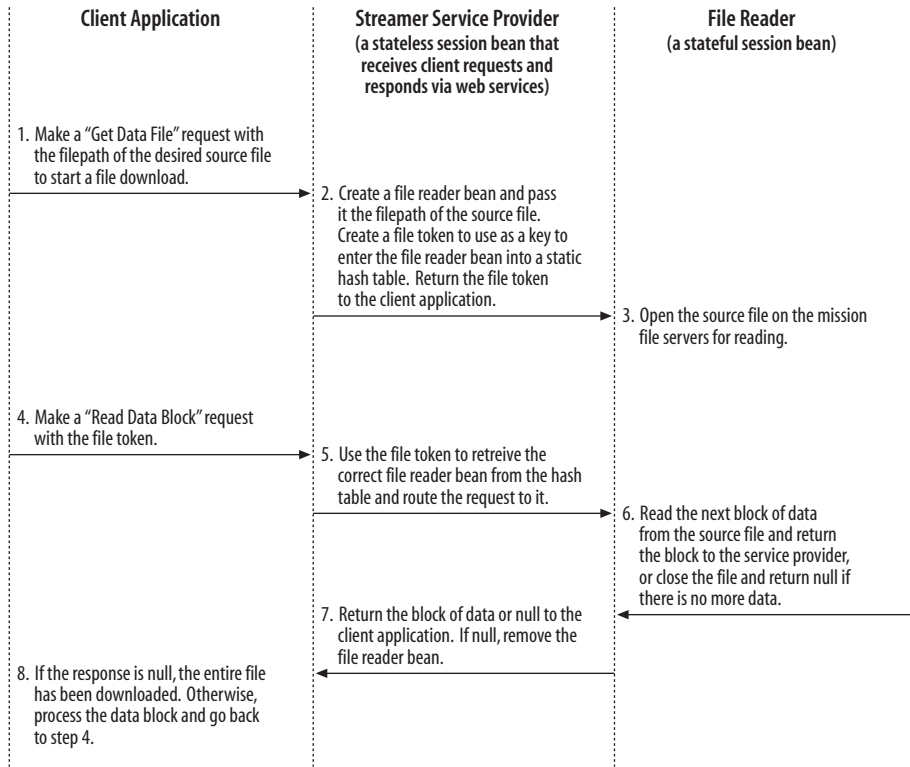 Client Application
Streamer Service Provider
(a stateless session bean that
receives client requests and
responds via web services)
File Reader
(a stateful session bean)
1. Make a “Get Data File” request with
the filepath of the desired source file
to start a file download.
2. Create a file reader bean and pass
it the filepath of the source file.
Create a file token to use as a key to
enter the file reader bean into a static
hash table. Return the file token
to the client application.
3. Open the source file on the mission
file servers for reading.
4. Make a “Read Data Block” request
with the file token.
5. Use the file token to retreive the
correct file reader bean from the hash
table and route the request to it.
6. Read the next block of data
from the source file and return
the block to the service provider,
or close the file and return null if
there is no more data.
7. Return the block of data or null to the
client application. If null, remove the
file reader bean.
8. If the response is null, the entire file
has been downloaded. Otherwise,
process the data block and go back
to step 4.